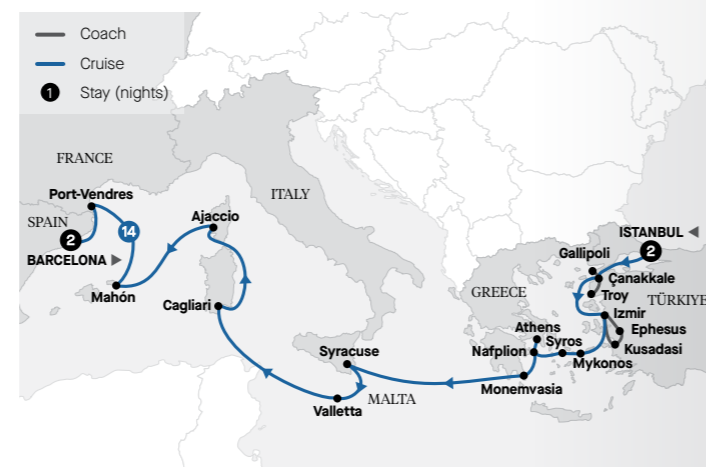 Coach
Cruise
1 Stay (nights)
FRANCE
Port-Vendres
SPAIN
2
14
BARCELONA
Mahón
Ajaccio
ITALY
Cagliari
Syracuse
Valletta
MALTA
ISTANBUL
2
Gallipoli
Çanakkale
Troy
TÜRKIYE
GREECE
Izmir
Athens
Syros
Ephesus
Nafplion
Kusadasi
Mykonos
Monemvasia